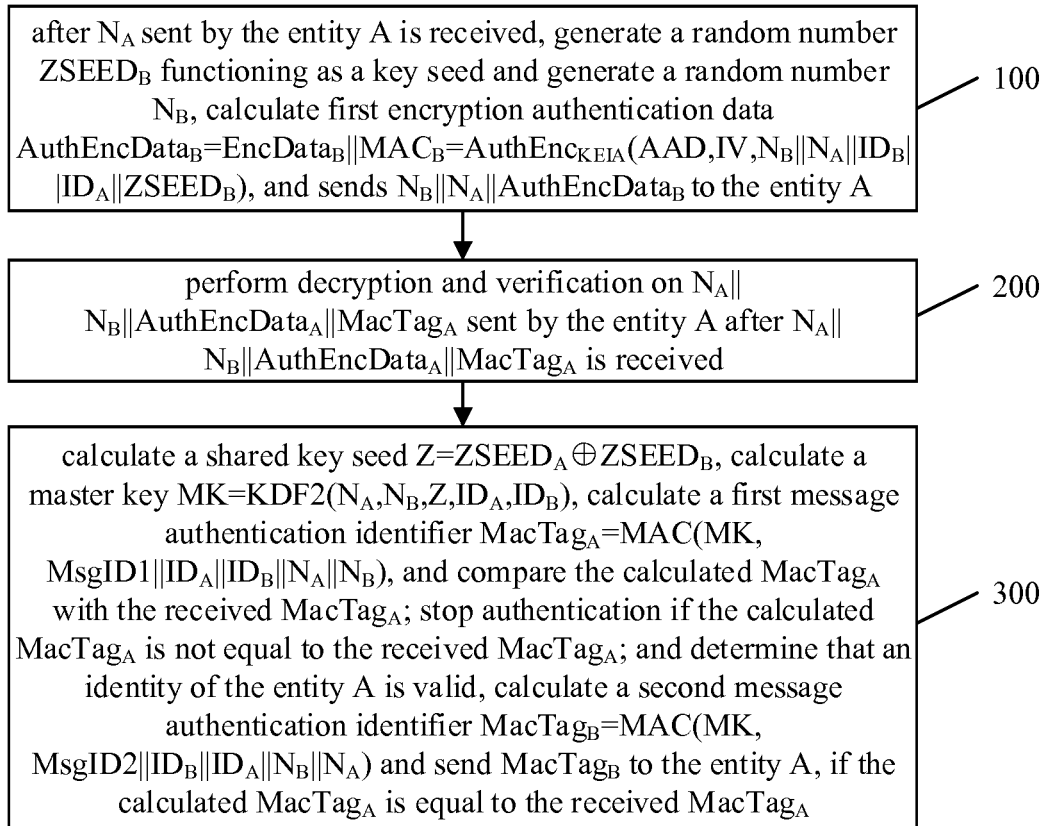 after N_A sent by the entity A is received, generate a random number
ZSEED_B functioning as a key seed and generate a random number
N_B, calculate first encryption authentication data
AuthEncData_B=EncData_B||MAC_B=AuthEnc_KEIA(AAD,IV,N_B||N_A||ID_B|
|ID_A||ZSEED_B), and sends N_B||N_A||AuthEncData_B to the entity A
100
perform decryption and verification on N_A||
N_B||AuthEncData_A||MacTag_A sent by the entity A after N_A||
N_B||AuthEncData_A||MacTag_A is received
200
calculate a shared key seed Z=ZSEED_A⊕ZSEED_B, calculate a
master key MK=KDF2(N_A,N_B,Z,ID_A,ID_B), calculate a first message
authentication identifier MacTag_A=MAC(MK,
MsgID1||ID_A||ID_B||N_A||N_B), and compare the calculated MacTag_A
with the received MacTag_A; stop authentication if the calculated
MacTag_A is not equal to the received MacTag_A; and determine that an
identity of the entity A is valid, calculate a second message
authentication identifier MacTag_B=MAC(MK,
MsgID2||ID_B||ID_A||N_B||N_A) and send MacTag_B to the entity A, if the
calculated MacTag_A is equal to the received MacTag_A
300